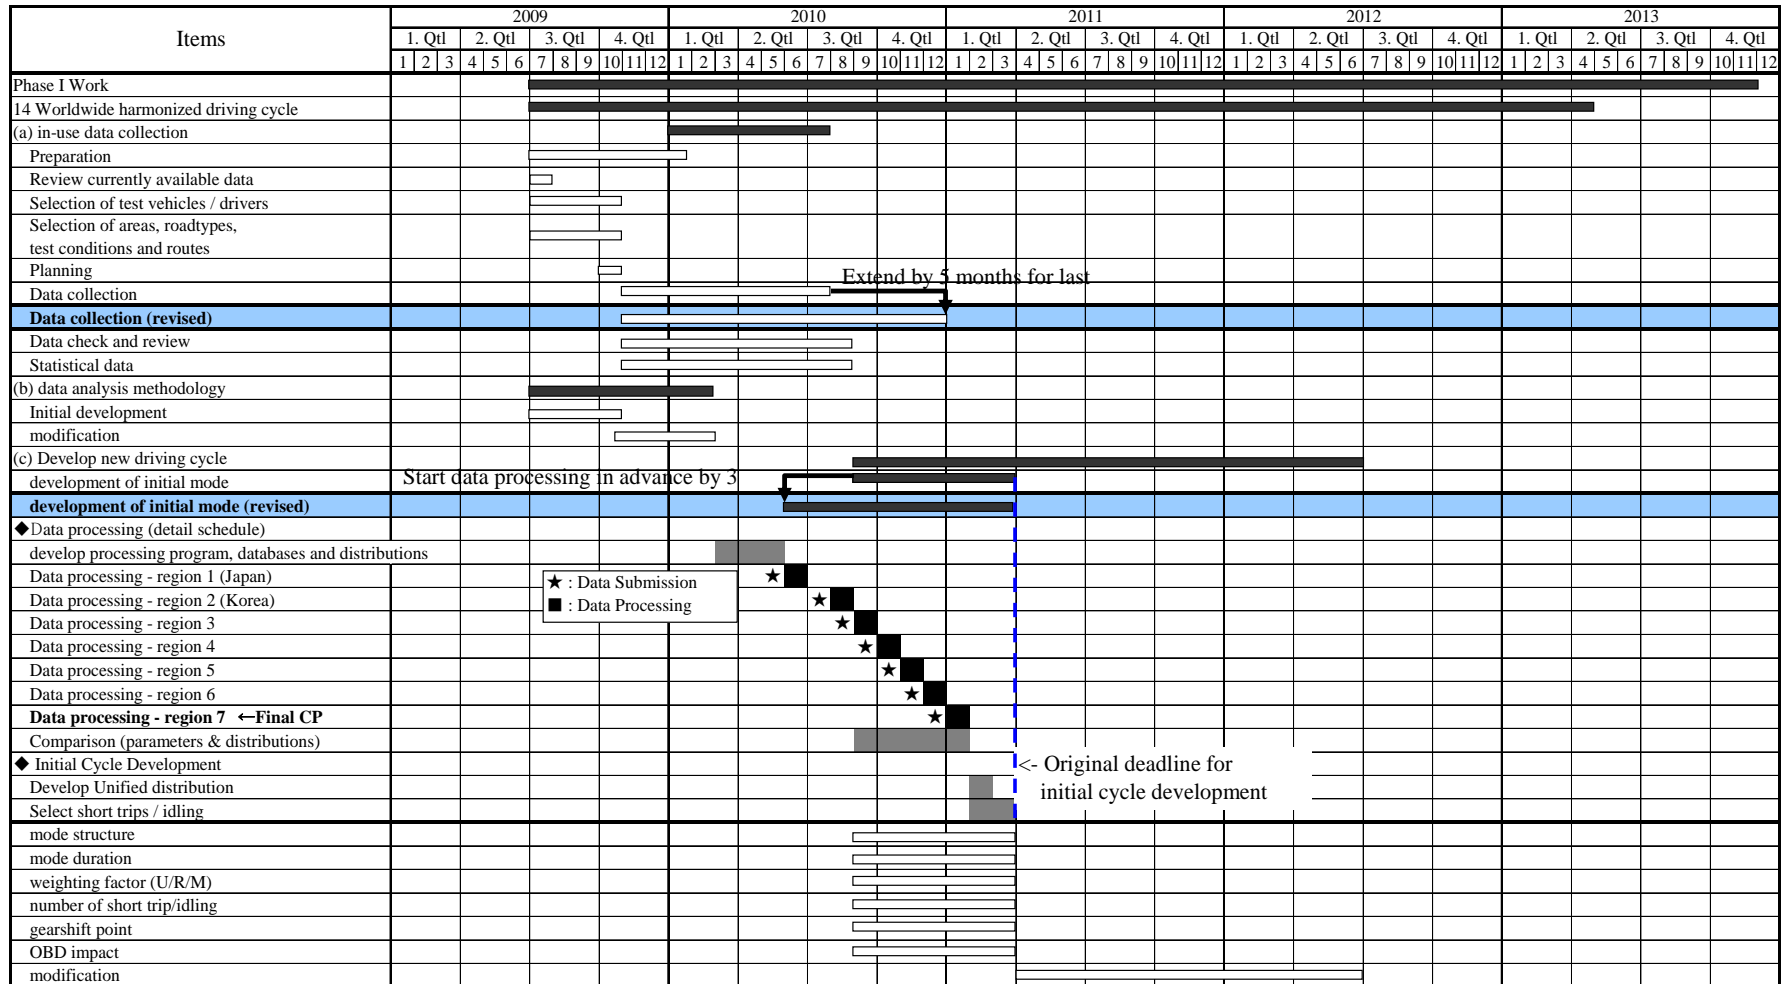 Items
2009 2010 2011 2012 2013
1. Qtl 2. Qtl 3. Qtl 4. Qtl 1. Qtl 2. Qtl 3. Qtl 4. Qtl 1. Qtl 2. Qtl 3. Qtl 4. Qtl 1. Qtl 2. Qtl 3. Qtl 4. Qtl 1. Qtl 2. Qtl 3. Qtl 4. Qtl
1 2 3 4 5 6 7 8 9 10 11 12 1 2 3 4 5 6 7 8 9 10 11 12 1 2 3 4 5 6 7 8 9 10 11 12 1 2 3 4 5 6 7 8 9 10 11 12 1 2 3 4 5 6 7 8 9 10 11 12
Phase I Work
14 Worldwide harmonized driving cycle
(a) in-use data collection
Preparation
Review currently available data
Selection of test vehicles / drivers
Selection of areas, roadtypes,
test conditions and routes
Planning
Extend by 5 months for last
Data collection
Data collection (revised)
Data check and review
Statistical data
(b) data analysis methodology
Initial development
modification
(c) Develop new driving cycle
development of initial mode
Start data processing in advance by 3
development of initial mode (revised)
◆Data processing (detail schedule)
develop processing program, databases and distributions
Data processing - region 1 (Japan)
★ : Data Submission
Data processing - region 2 (Korea)
■ : Data Processing
Data processing - region 3
Data processing - region 4
Data processing - region 5
Data processing - region 6
Data processing - region 7 ←Final CP
Comparison (parameters & distributions)
◆ Initial Cycle Development
<- Original deadline for
initial cycle development
Develop Unified distribution
Select short trips / idling
mode structure
mode duration
weighting factor (U/R/M)
number of short trip/idling
gearshift point
OBD impact
modification